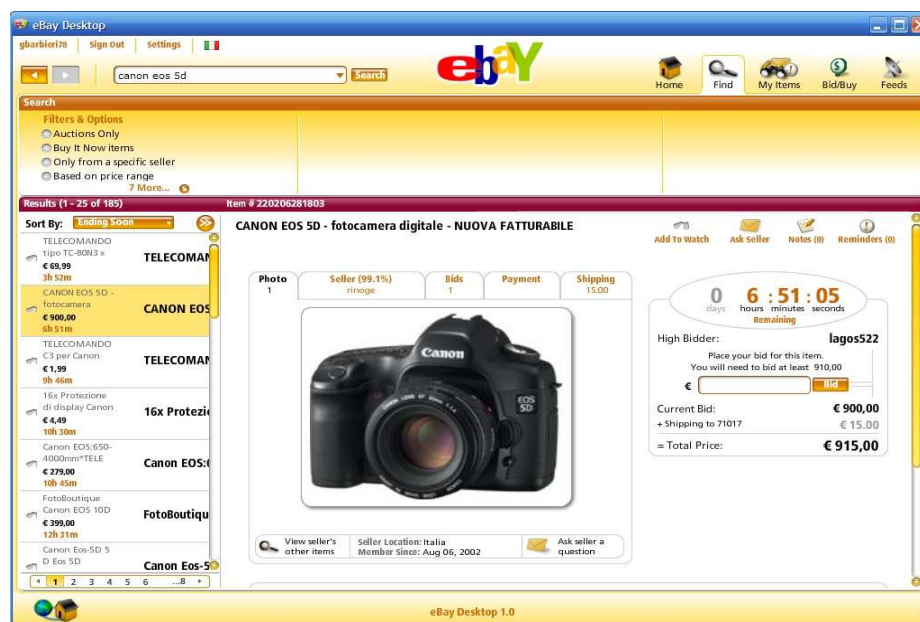 eBay Desktop
gbarbieri78 Sign Out Settings
canon eos 5d Search
ebaY
Home Find My Items Bid/Buy Feeds
Search
Filters & Options
Auctions Only
Buy It Now items
Only from a specific seller
Based on price range
7 More...
Results (1 - 25 of 185) Item # 220206281803
Sort By: Ending Soon
TELECOMANDO
tipo TC-80N3 x
€ 69,99
3h 52m
TELECOMAN
CANON EOS 5D -
fotocamera
€ 900,00
6h 51m
CANON EOS
TELECOMANDO
C3 per Canon
€ 1,99
9h 46m
TELECOMAN
16x Protezione
di display Canon
€ 4,49
10h 30m
16x Protezio
Canon EOS:650-
4000mm*TELE
€ 279,00
10h 45m
Canon EOS:6
FotoBoutique
Canon EOS 10D
€ 399,00
12h 31m
FotoBoutiqu
Canon Eos-5D 5
D Eos 5D
Canon Eos-5
1 2 3 4 5 6 ...8
CANON EOS 5D - fotocamera digitale - NUOVA FATTURABILE
Add To Watch Ask Seller Notes (0) Reminders (0)
Photo Seller (99.1%) Bids Payment Shipping
1 rinoge 1 15.00
Canon
EOS
5D
CANON LENS EF 50mm 1:1.4
View seller's
other items
Seller Location: Italia
Member Since: Aug 06, 2002
Ask seller a
question
0 6 : 51 : 05
days hours minutes seconds
Remaining
High Bidder: lagos522
Place your bid for this item.
You will need to bid at least 910,00
€ Bid
Current Bid: € 900,00
+ Shipping to 71017 € 15.00
= Total Price: € 915,00
eBay Desktop 1.0